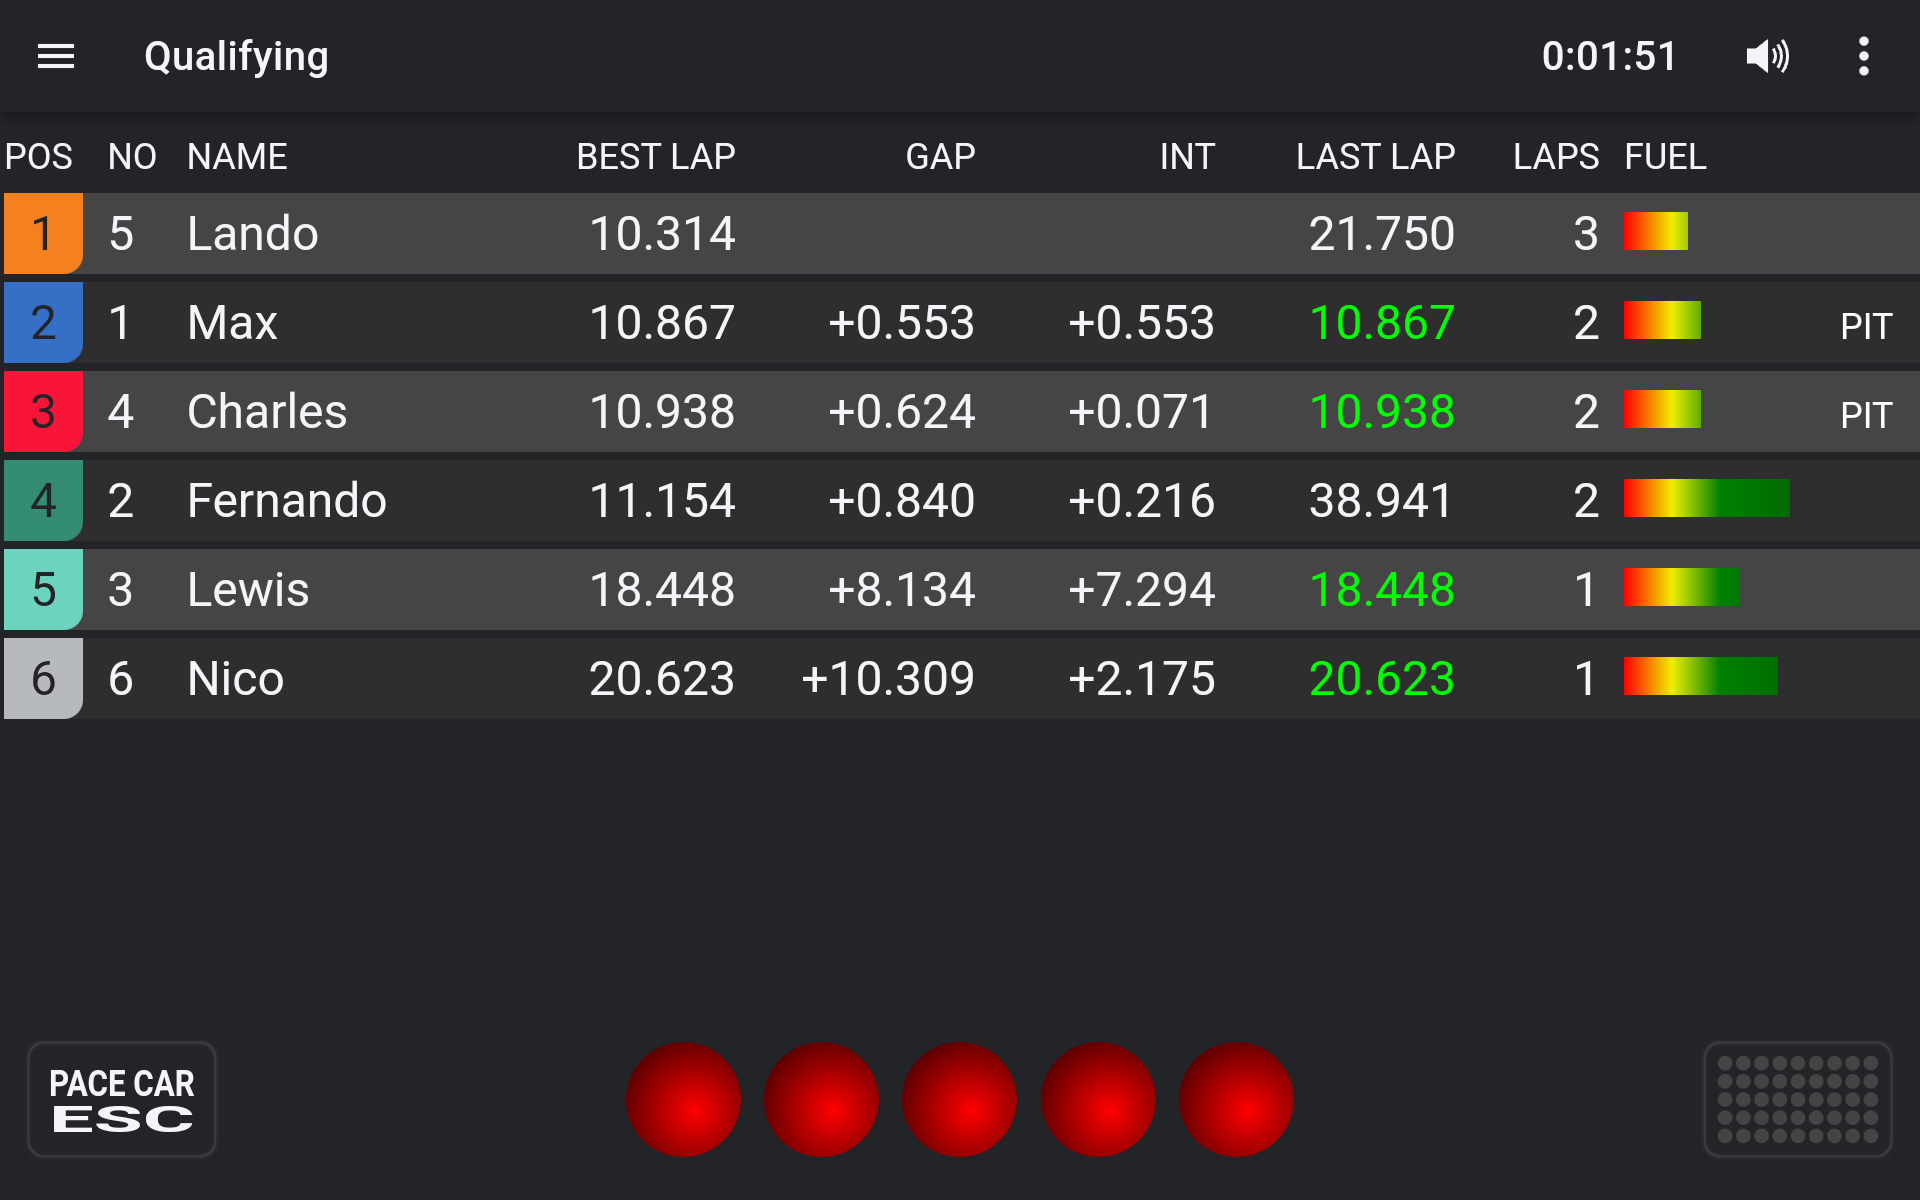 Qualifying 0:01:51
POS NO NAME BEST LAP GAP INT LAST LAP LAPS FUEL
1 5 Lando 10.314 21.750 3
2 1 Max 10.867 +0.553 +0.553 10.867 2 PIT
3 4 Charles 10.938 +0.624 +0.071 10.938 2 PIT
4 2 Fernando 11.154 +0.840 +0.216 38.941 2
5 3 Lewis 18.448 +8.134 +7.294 18.448 1
6 6 Nico 20.623 +10.309 +2.175 20.623 1
PACE CAR
ESC